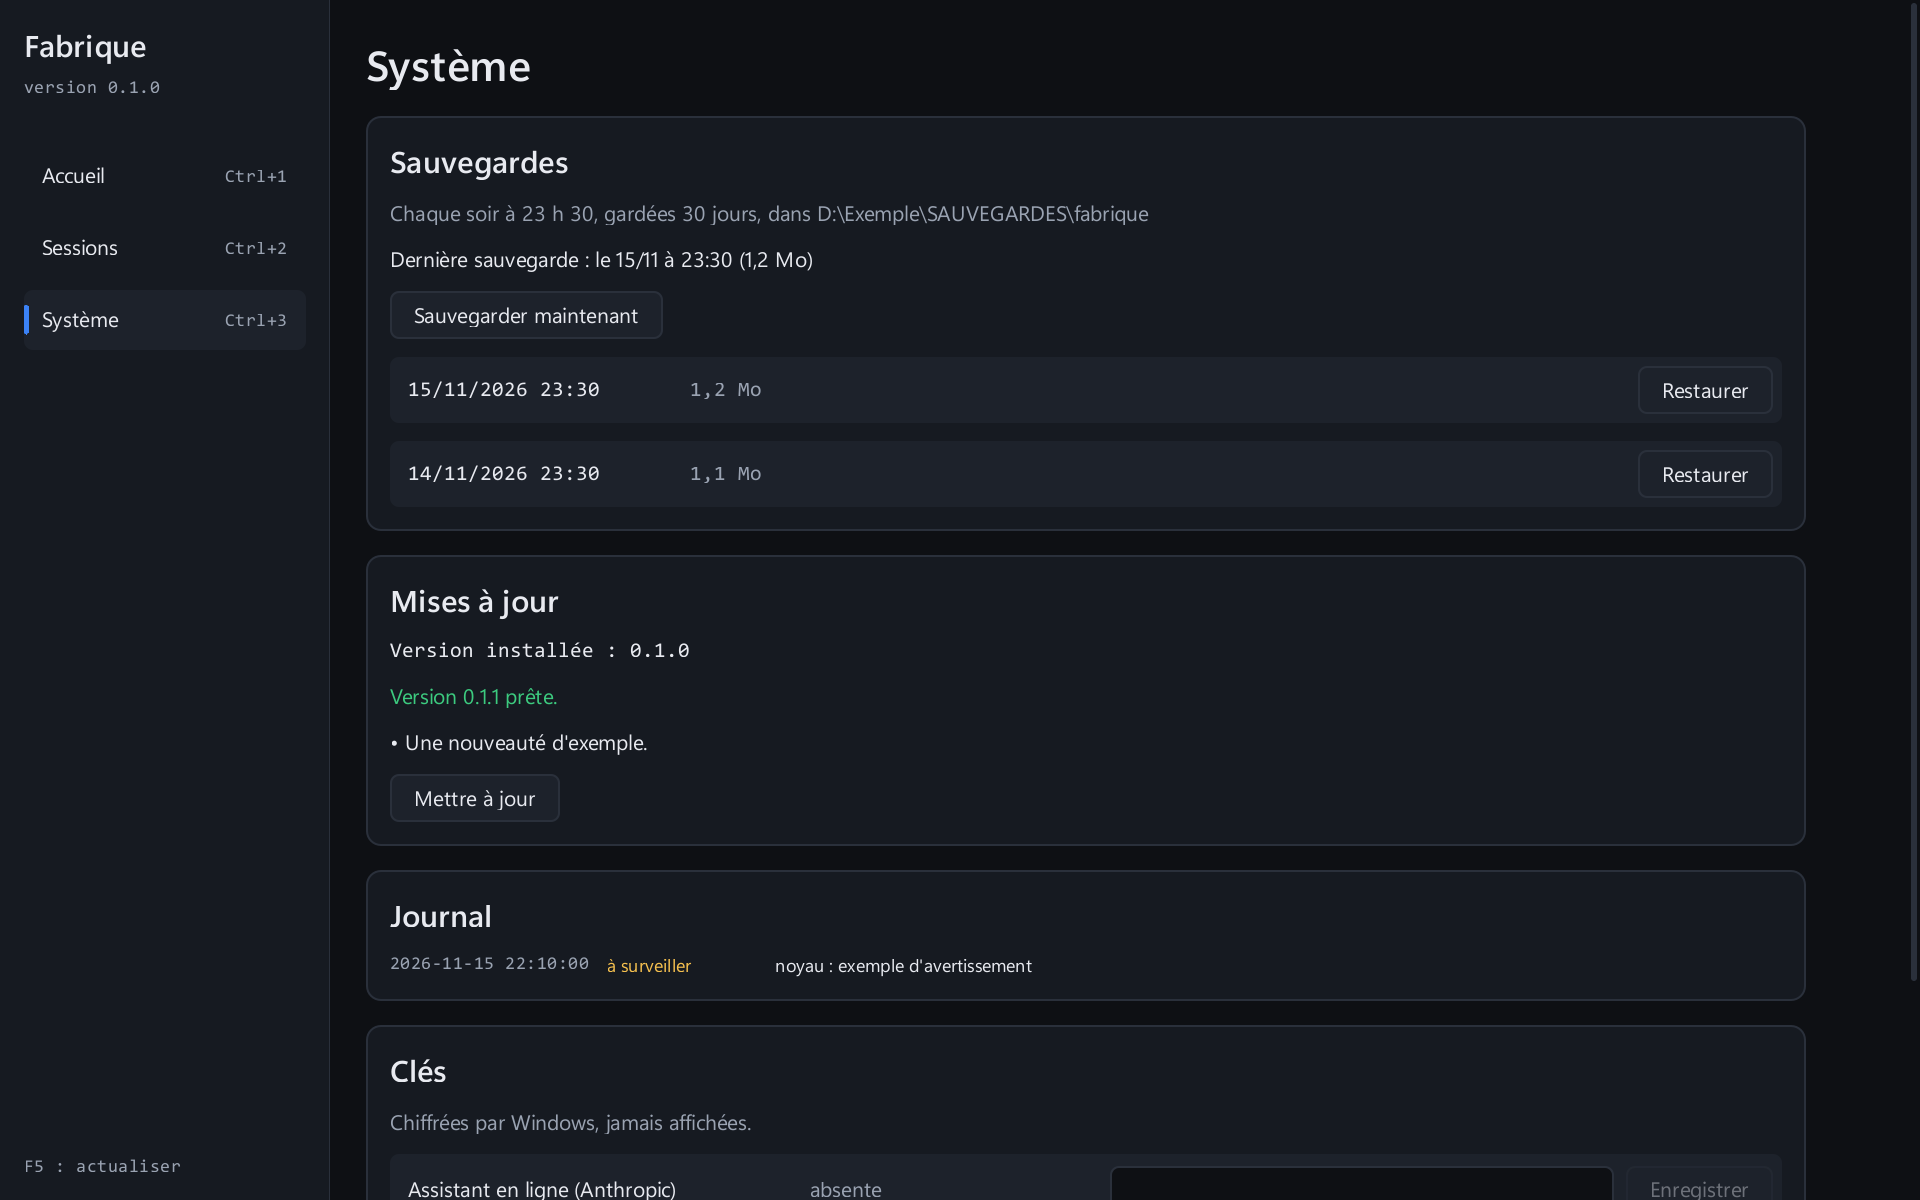 Fabrique
version 0.1.0
Accueil Ctrl+1
Sessions Ctrl+2
Système Ctrl+3
F5 : actualiser
Système
Sauvegardes
Chaque soir à 23 h 30, gardées 30 jours, dans D:\Exemple\SAUVEGARDES\fabrique
Dernière sauvegarde : le 15/11 à 23:30 (1,2 Mo)
Sauvegarder maintenant
15/11/2026 23:30 1,2 Mo Restaurer
14/11/2026 23:30 1,1 Mo Restaurer
Mises à jour
Version installée : 0.1.0
Version 0.1.1 prête.
• Une nouveauté d'exemple.
Mettre à jour
Journal
2026-11-15 22:10:00 à surveiller noyau : exemple d'avertissement
Clés
Chiffrées par Windows, jamais affichées.
Assistant en ligne (Anthropic) absente Enregistrer